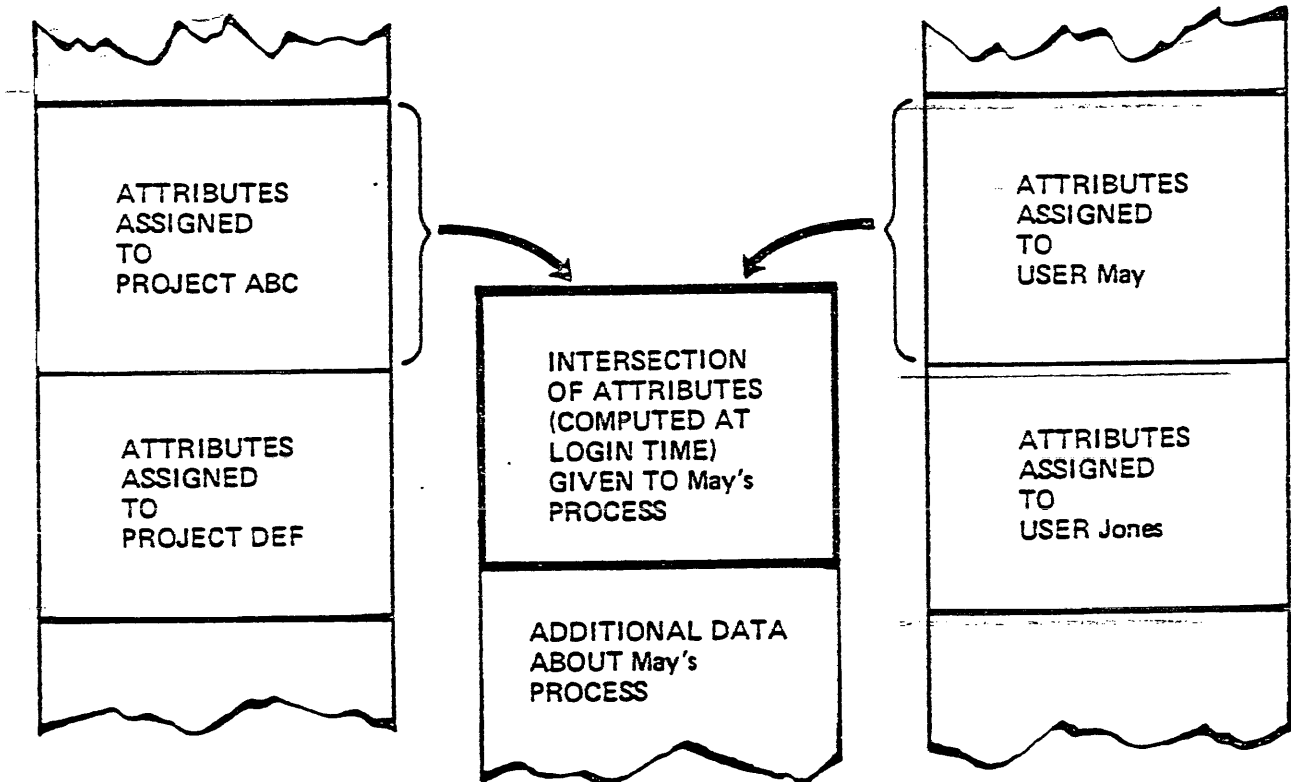 ATTRIBUTES
ASSIGNED
TO
PROJECT ABC
ATTRIBUTES
ASSIGNED
TO
PROJECT DEF
INTERSECTION
OF ATTRIBUTES
(COMPUTED AT
LOGIN TIME)
GIVEN TO May's
PROCESS
ADDITIONAL DATA
ABOUT May's
PROCESS
ATTRIBUTES
ASSIGNED
TO
USER May
ATTRIBUTES
ASSIGNED
TO
USER Jones